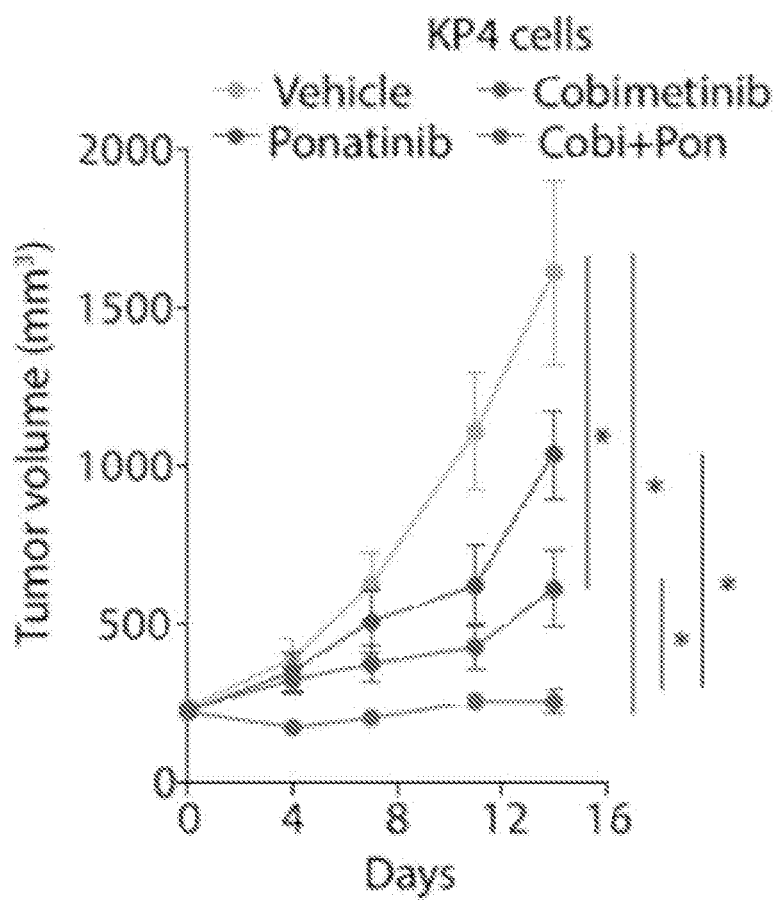 KP4 cells
Vehicle Cobimetinib
Ponatinib Cobi+Pon
Tumor volume (mm³)
2000
1500
1000
500
0
0 4 8 12 16
Days
*
*
*
*